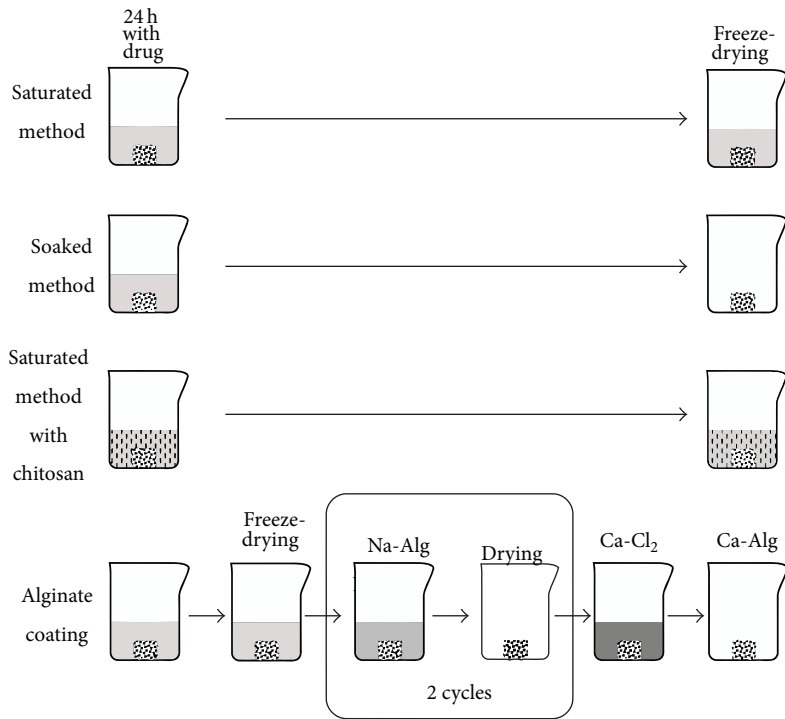 24 h
with
drug
Freeze-
drying
Saturated
method
Soaked
method
Saturated
method
with
chitosan
Freeze-
drying
Na-Alg
Drying
Ca-Cl₂
Ca-Alg
Alginate
coating
2 cycles